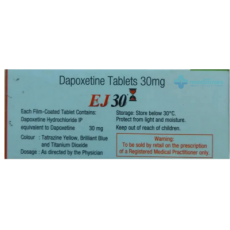 Dapoxetine Tablets 30mg
EJ 30
Each Film-Coated Tablet Contains:
Dapoxetine Hydrochloride IP
equivalent to Dapoxetine 30 mg
Colour : Tatrazine Yellow, Brilliant Blue
and Titanium Dioxide
Dosage : As directed by the Physician
Storage: Store below 30°C.
Protect from light and moisture.
Keep out of reach of children.
Warning:
To be sold by retail on the prescription
of a Registered Medical Practitioner only.